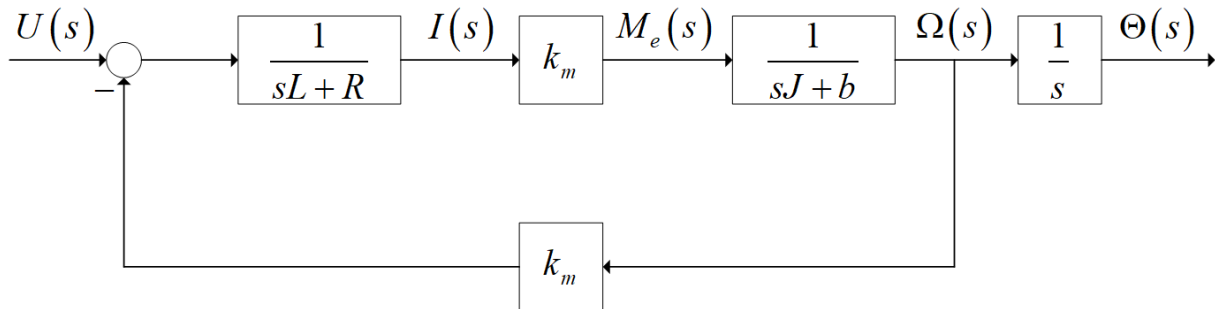 U(s)
−
1
sL + R
I(s)
k_m
M_e(s)
1
sJ + b
Ω(s)
1
s
Θ(s)
k_m